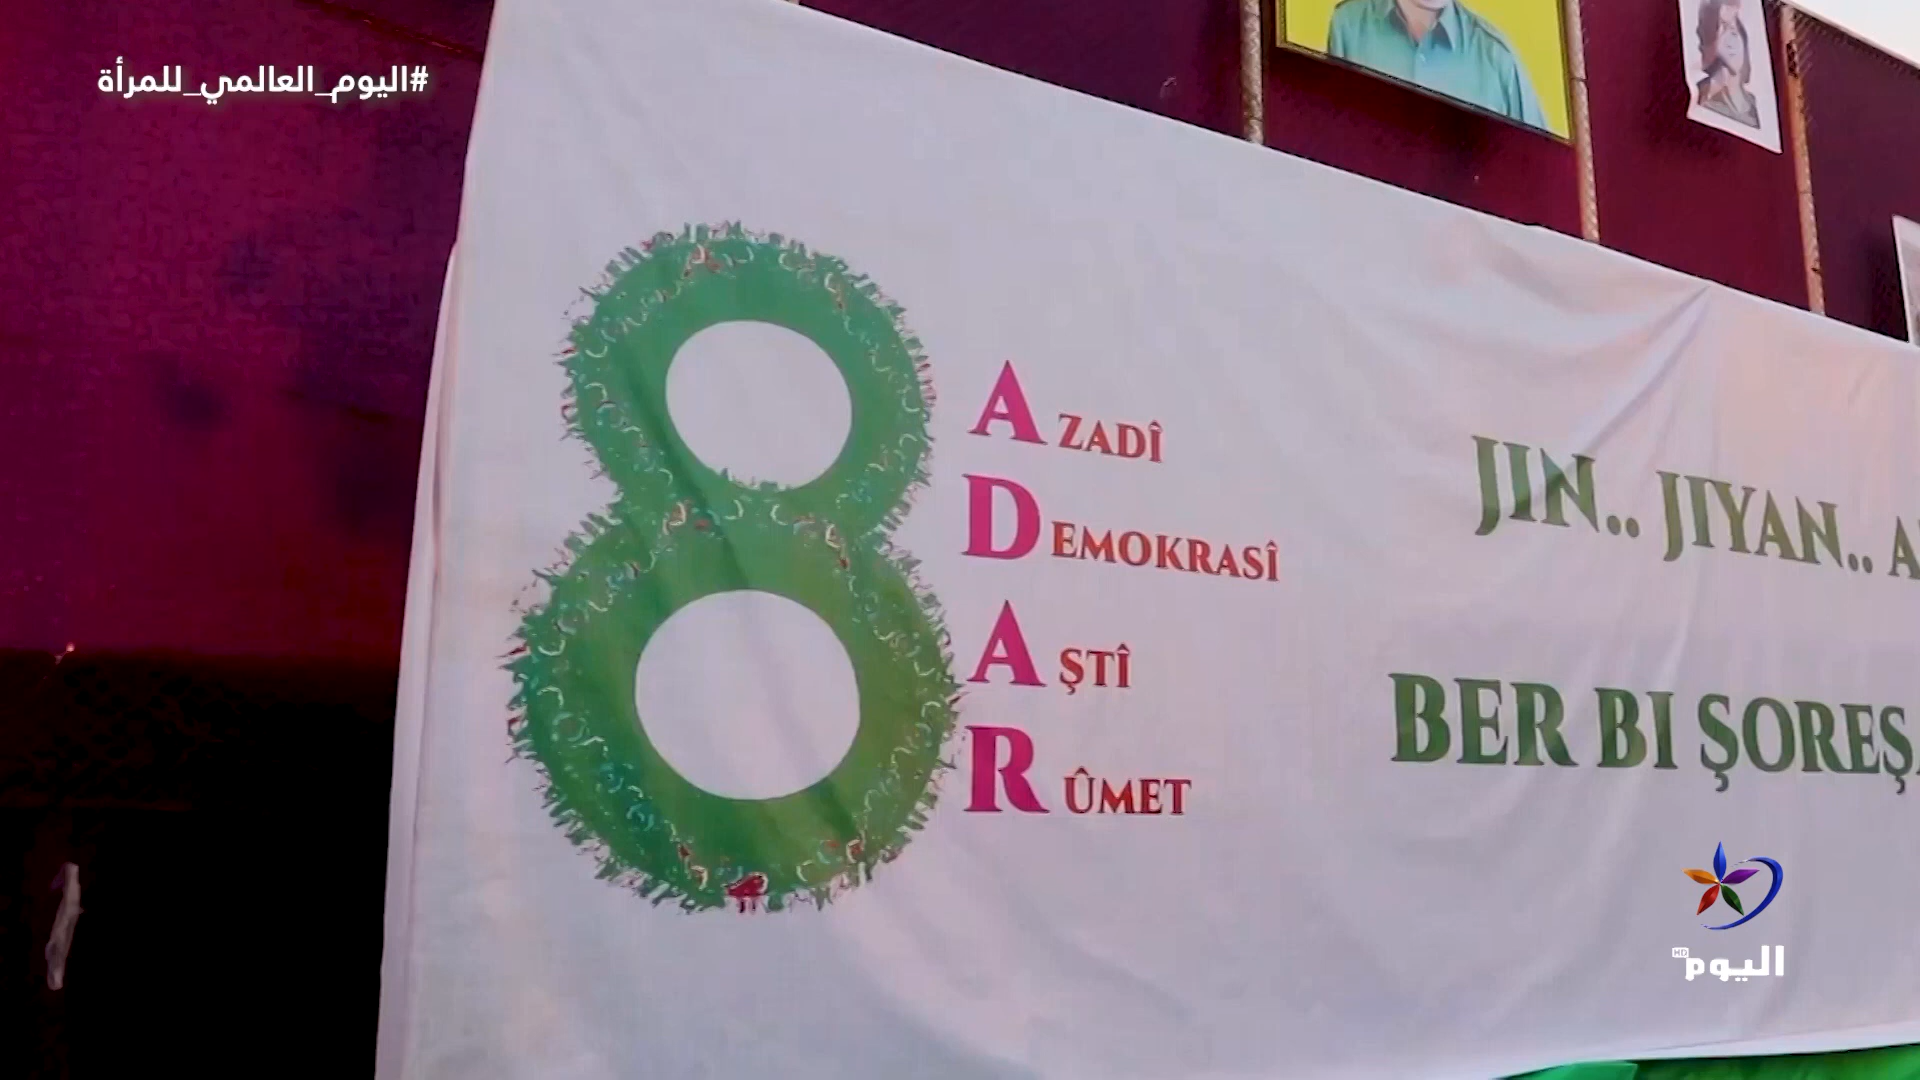 #اليوم_العالمي_للمرأة
8
AZADÎ
DEMOKRASÎ
AŞTÎ
RÛMET
JIN.. JIYAN..
BER BI
اليوم HD